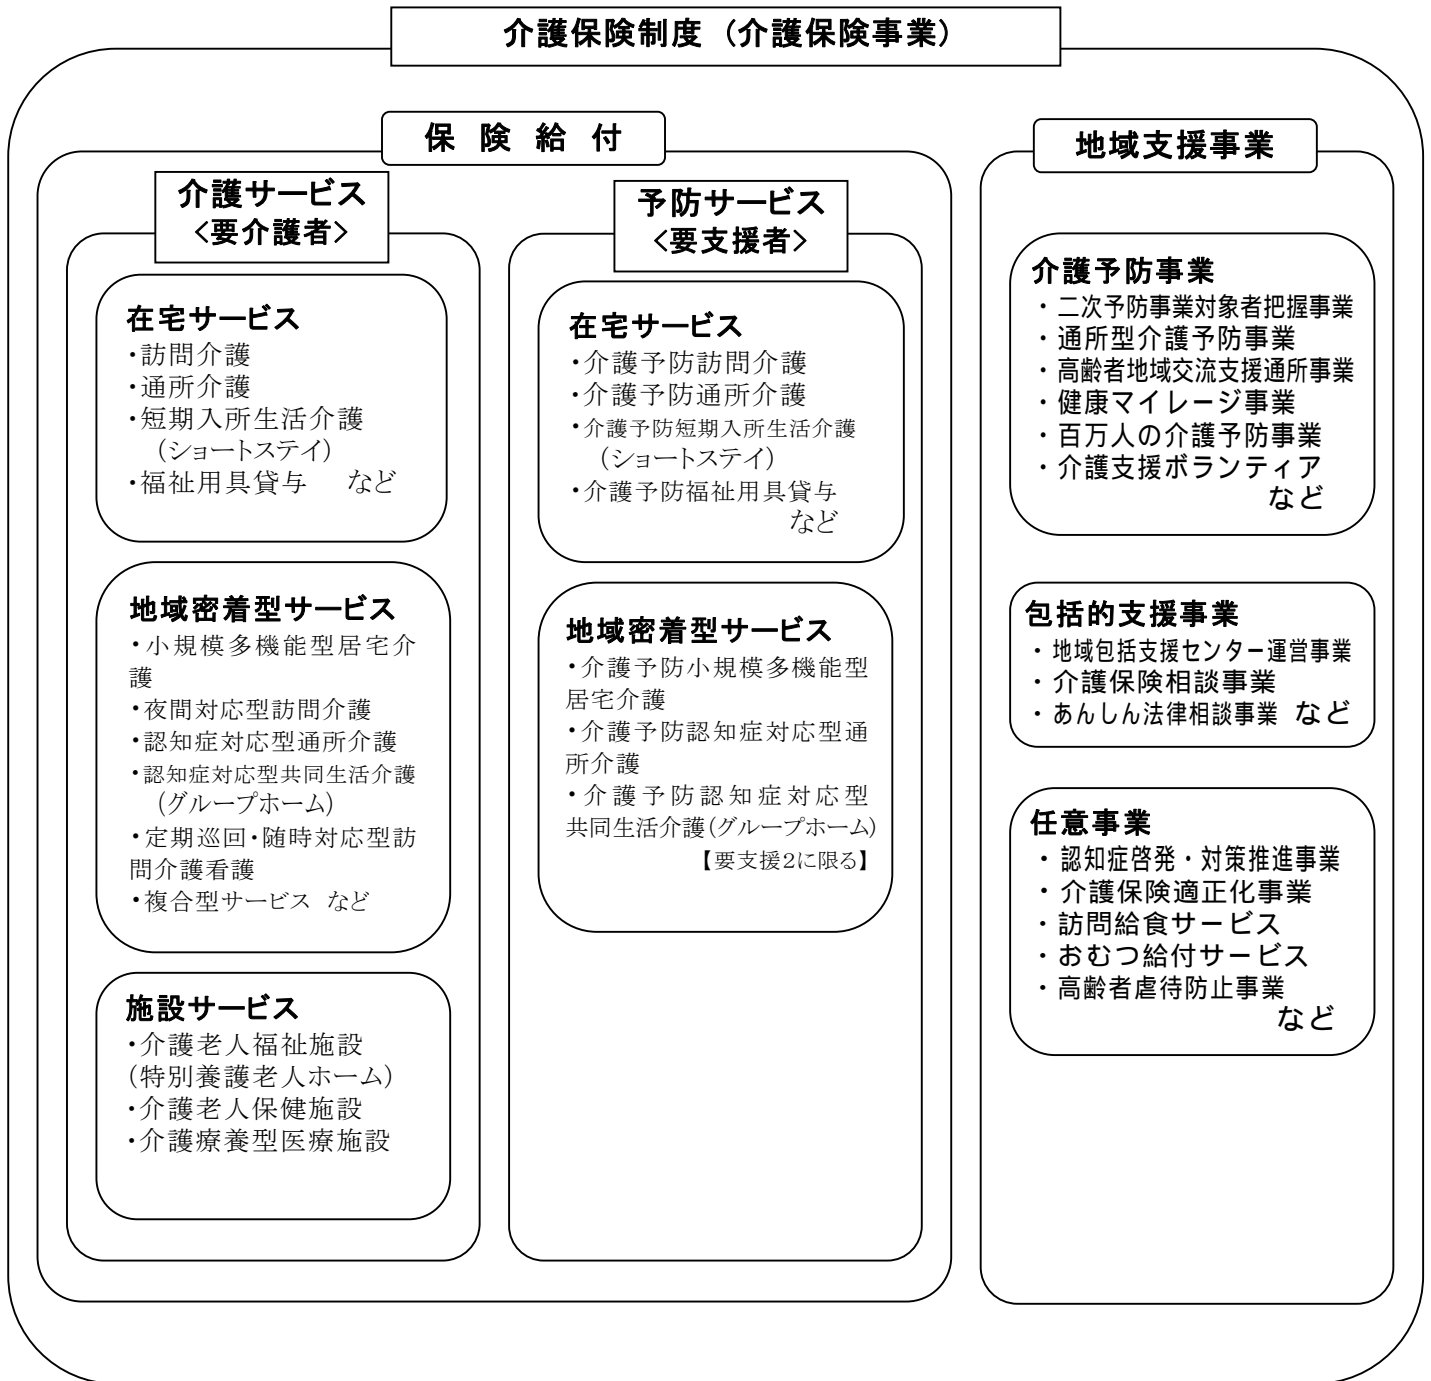 介護保険制度（介護保険事業）
保険給付
介護サービス
<要介護者>
在宅サービス
・訪問介護
・通所介護
・短期入所生活介護
（ショートステイ）
・福祉用具貸与　など
地域密着型サービス
・小規模多機能型居宅介
護
・夜間対応型訪問介護
・認知症対応型通所介護
・認知症対応型共同生活介護
（グループホーム）
・定期巡回・随時対応型訪
問介護看護
・複合型サービス　など
施設サービス
・介護老人福祉施設
（特別養護老人ホーム）
・介護老人保健施設
・介護療養型医療施設
予防サービス
<要支援者>
在宅サービス
・介護予防訪問介護
・介護予防通所介護
・介護予防短期入所生活介護
（ショートステイ）
・介護予防福祉用具貸与
など
地域密着型サービス
・介護予防小規模多機能型
居宅介護
・介護予防認知症対応型通
所介護
・介護予防認知症対応型
共同生活介護（グループホーム）
【要支援2に限る】
地域支援事業
介護予防事業
・二次予防事業対象者把握事業
・通所型介護予防事業
・高齢者地域交流支援通所事業
・健康マイレージ事業
・百万人の介護予防事業
・介護支援ボランティア
など
包括的支援事業
・地域包括支援センター運営事業
・介護保険相談事業
・あんしん法律相談事業　など
任意事業
・認知症啓発・対策推進事業
・介護保険適正化事業
・訪問給食サービス
・おむつ給付サービス
・高齢者虐待防止事業
など